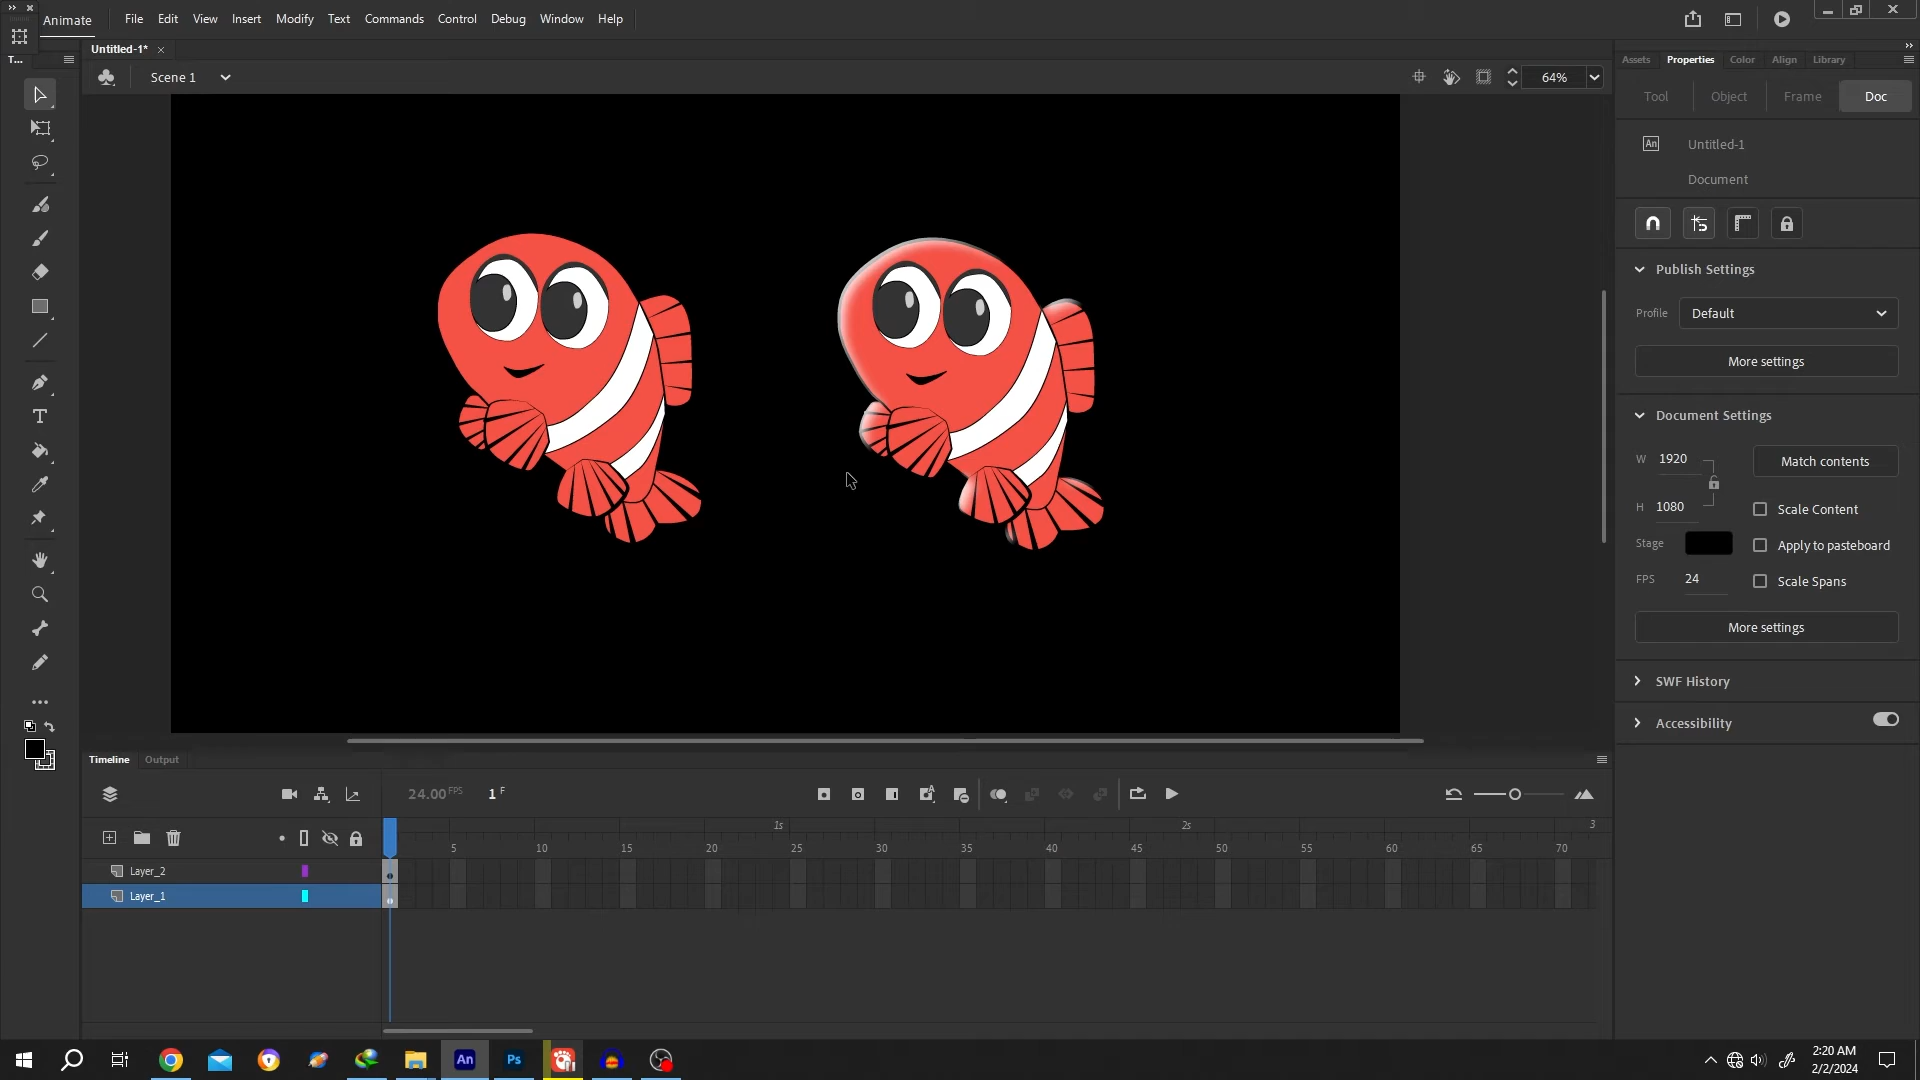 Animate
File Edit View Insert Modify Text Commands Control Debug Window Help
Untitled-1*
T...
Assets Properties Color Align Library
Scene 1
64%
Tool Object Frame Doc
An Untitled-1
Document
Publish Settings
Profile Default
More settings
Document Settings
W 1920
Match contents
H 1080
Scale Content
Stage
Apply to pasteboard
FPS 24
Scale Spans
More settings
SWF History
Accessibility
Timeline Output
24.00 FPS 1 F
1s 2s 3
5 10 15 20 25 30 35 40 45 50 55 60 65 70
Layer_2
Layer_1
An Ps
2:20 AM
2/2/2024